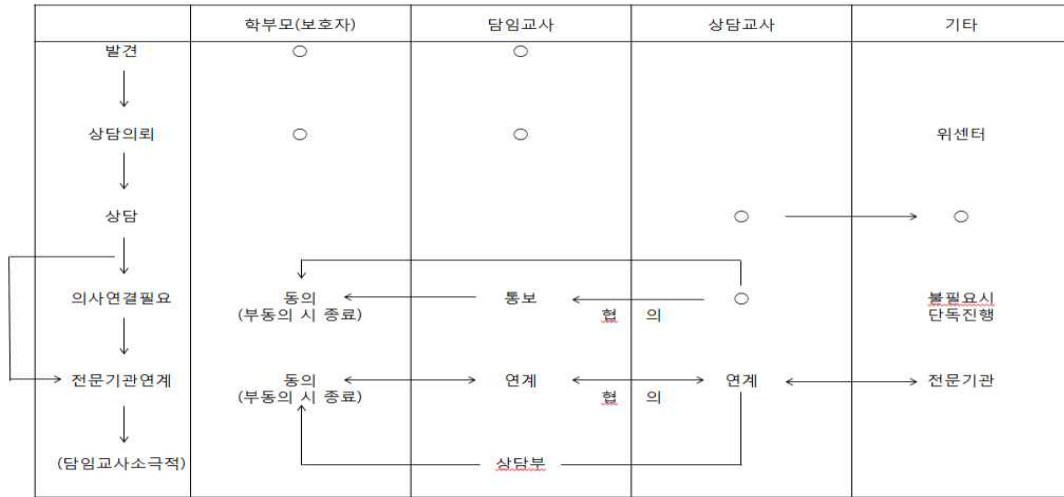 학부모(보호자) 담임교사 상담교사 기타
발견 ○ ○
상담의뢰 ○ ○ 위센터
상담 ○ ○
의사연결필요 동의 통보 ○ 불필요시
(부동의 시 종료) 협 의 단독진행
전문기관연계 동의 연계 연계 전문기관
(부동의 시 종료) 협 의
(담임교사소극적) 상담부